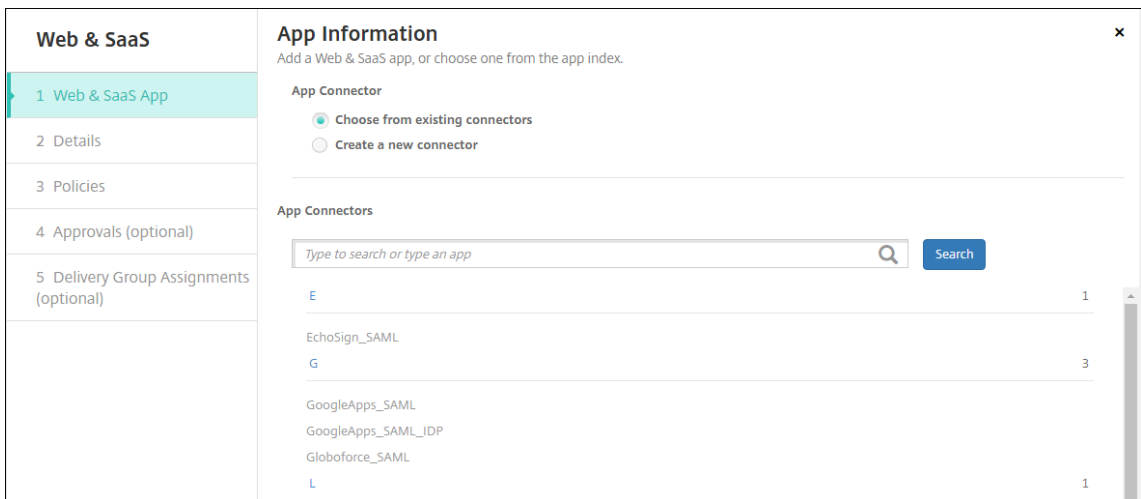 Web & SaaS
1 Web & SaaS App
2 Details
3 Policies
4 Approvals (optional)
5 Delivery Group Assignments
(optional)
App Information
Add a Web & SaaS app, or choose one from the app index.
App Connector
Choose from existing connectors
Create a new connector
App Connectors
Type to search or type an app
Search
E 1
EchoSign_SAML
G 3
GoogleApps_SAML
GoogleApps_SAML_IDP
Globoforce_SAML
L 1